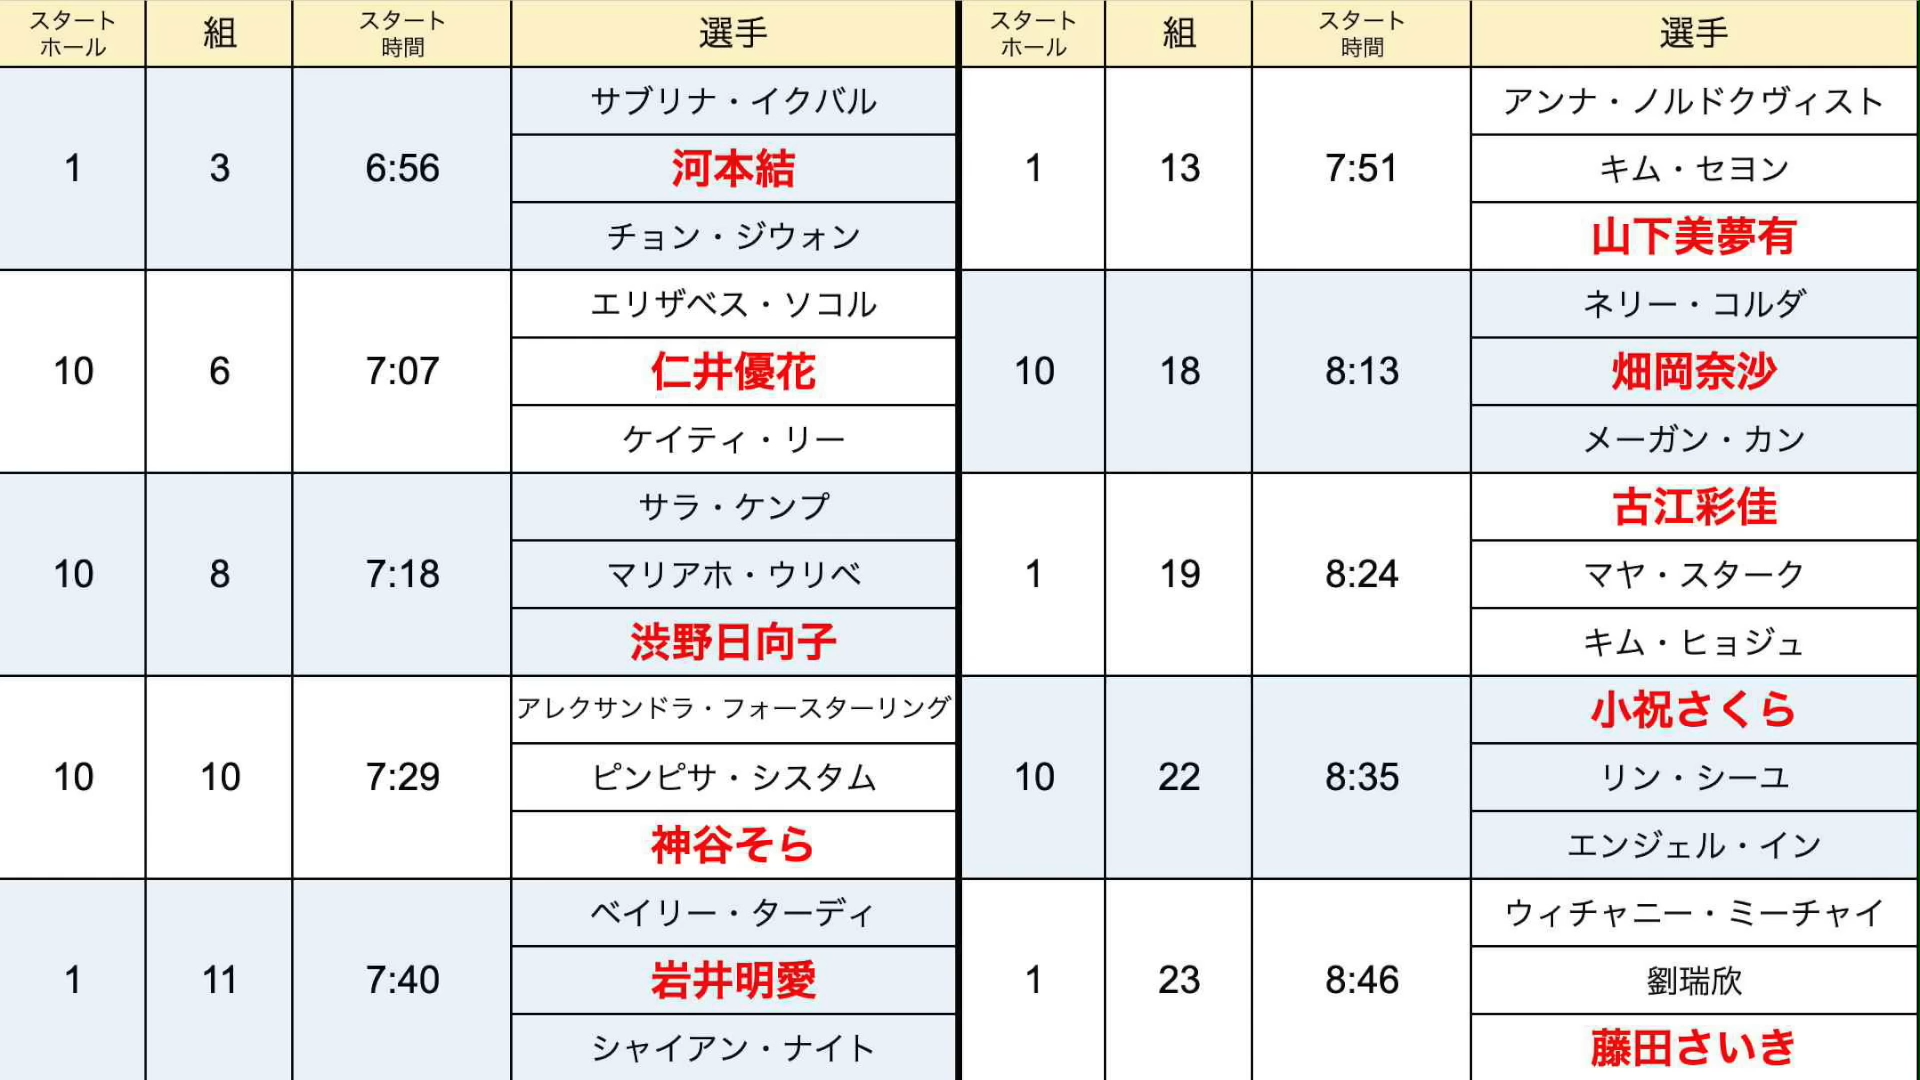 スタート
ホール
組
スタート
時間
選手
1
3
6:56
サブリナ・イクバル
河本結
チョン・ジウォン
10
6
7:07
エリザベス・ソコル
仁井優花
ケイティ・リー
10
8
7:18
サラ・ケンプ
マリアホ・ウリベ
渋野日向子
10
10
7:29
アレクサンドラ・フォースターリング
ピンピサ・システム
神谷そら
1
11
7:40
ベイリー・ターディ
岩井明愛
シャイアン・ナイト
スタート
ホール
組
スタート
時間
選手
1
13
7:51
アンナ・ノルドクヴィスト
キム・セヨン
山下美夢有
10
18
8:13
ネリー・コルダ
畑岡奈沙
メーガン・カン
1
19
8:24
古江彩佳
マヤ・スターク
キム・ヒョジュ
10
22
8:35
小祝さくら
リン・シーユ
エンジェル・イン
1
23
8:46
ウィチャニー・ミーチャイ
劉瑞欣
藤田さいき